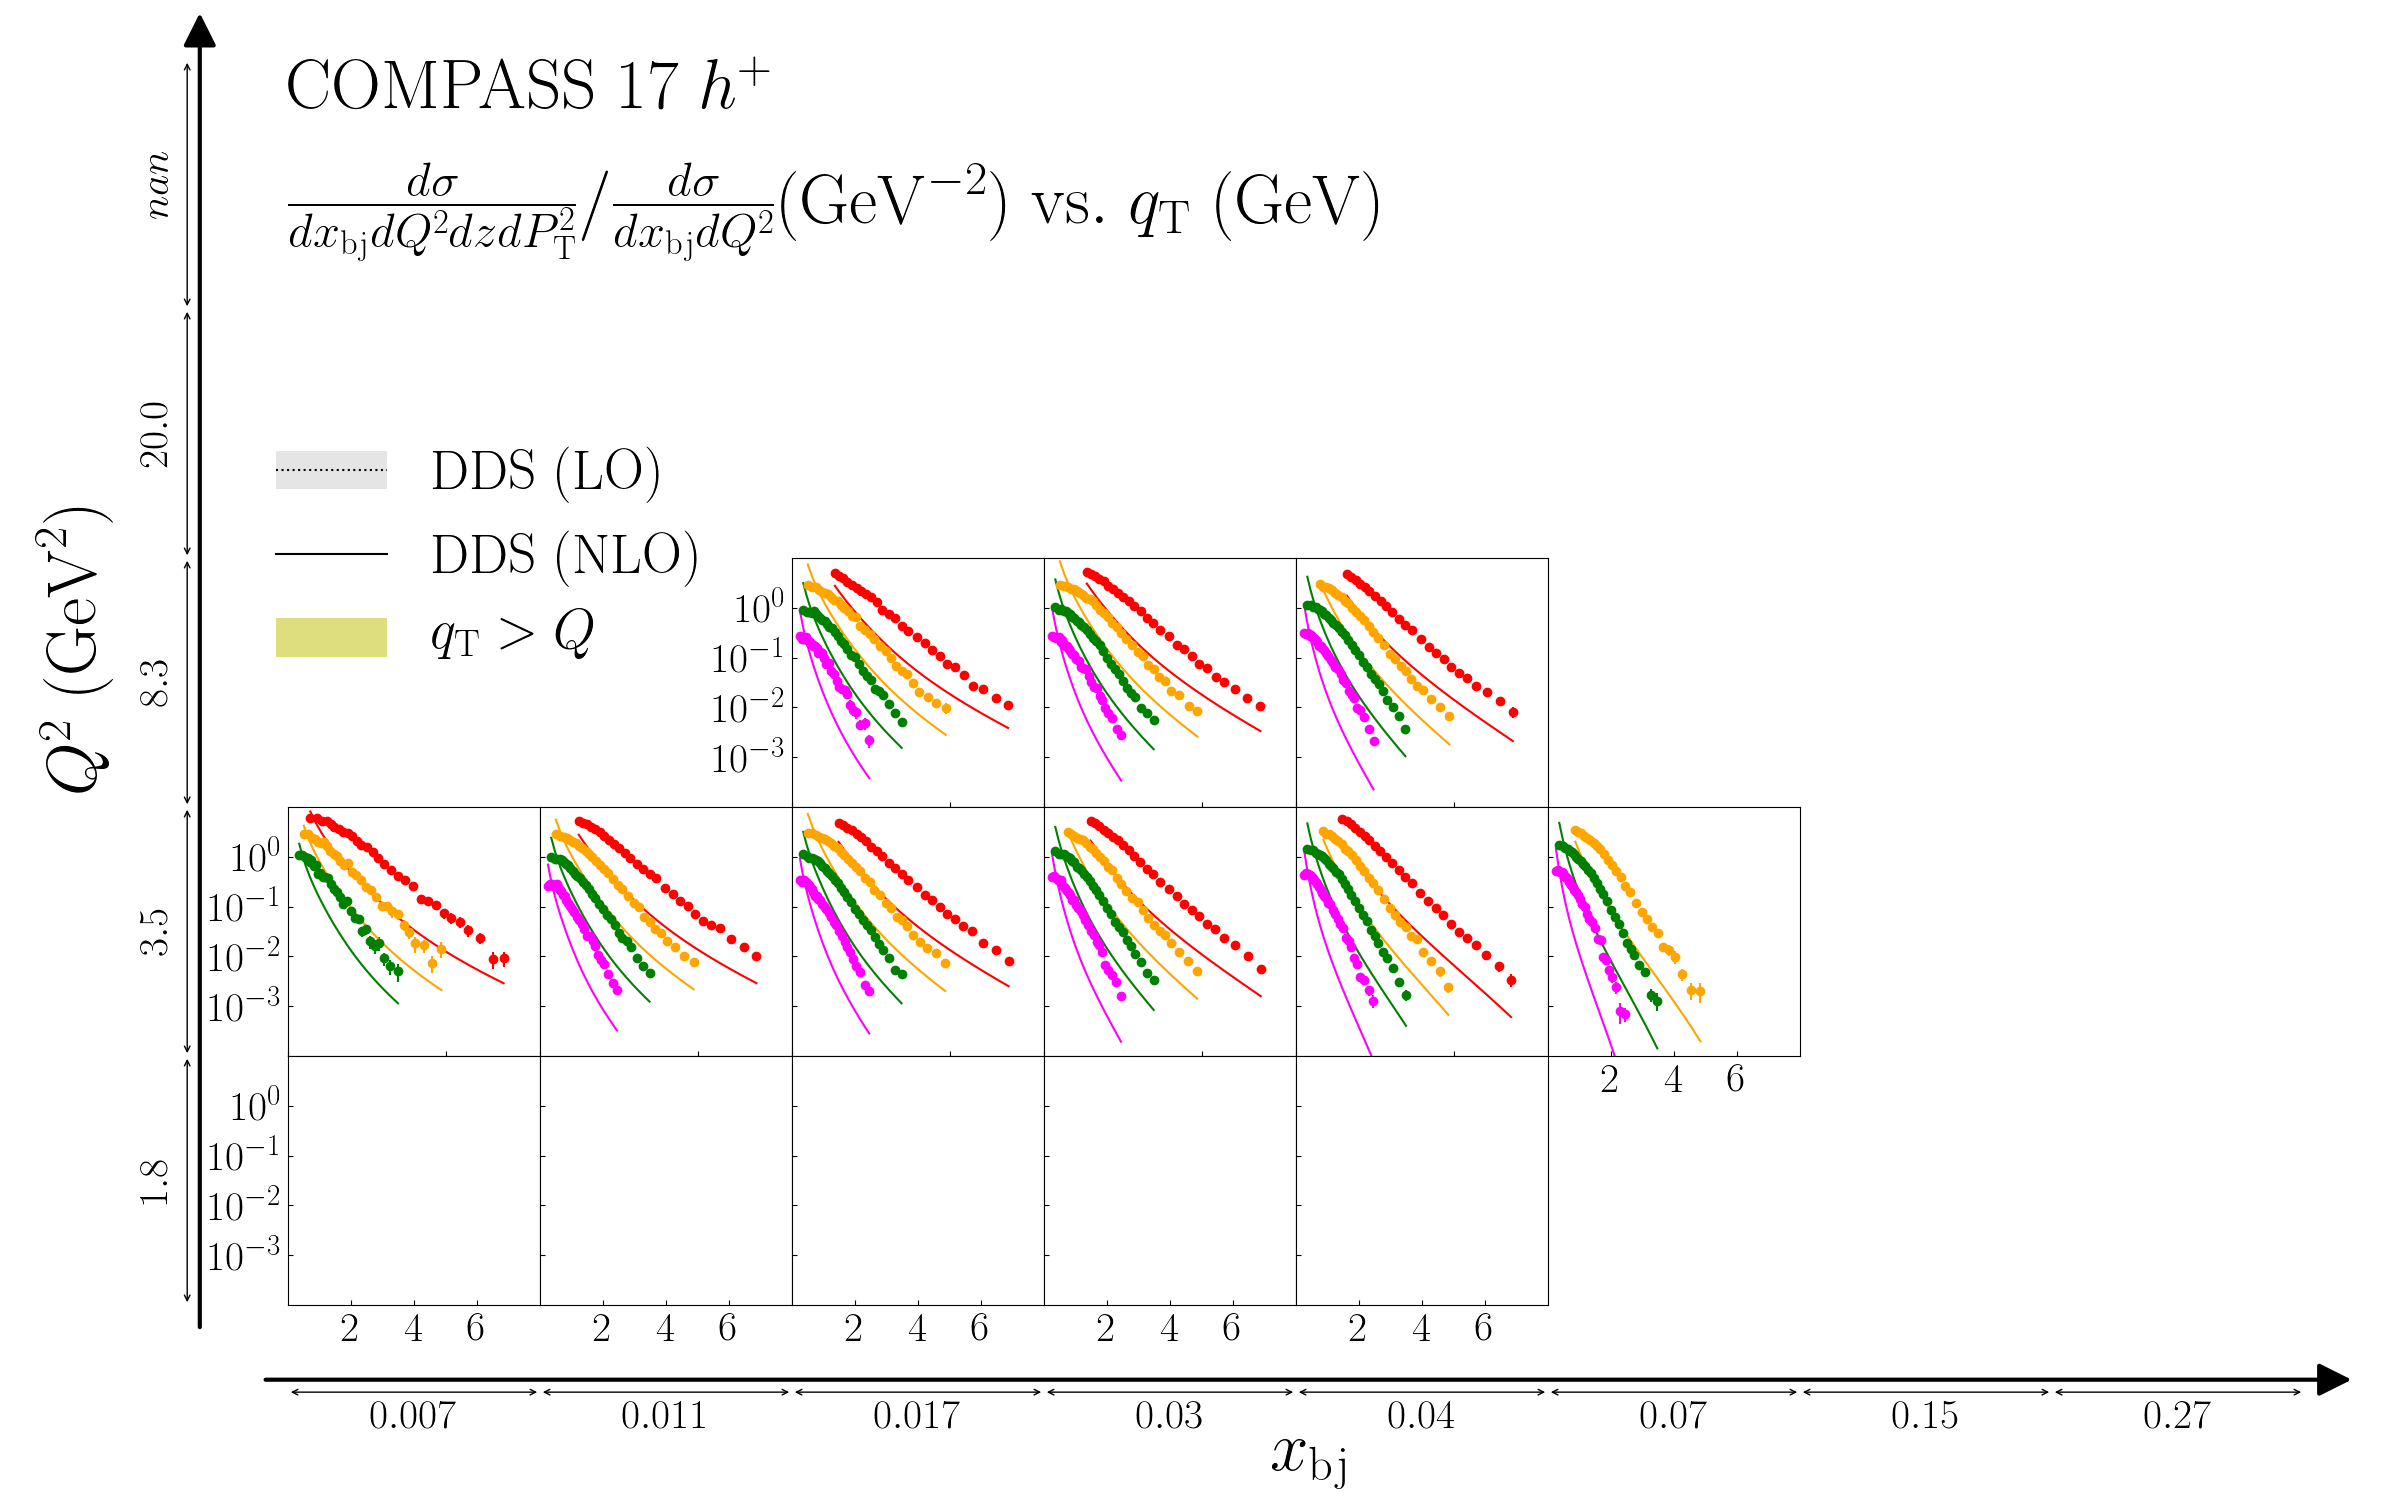 COMPASS 17 h⁺
dσ/dx_bj dQ² dz dP_T² / dσ/dx_bj dQ² (GeV⁻²) vs. q_T (GeV)
DDS (LO)
DDS (NLO)
q_T > Q
Q² (GeV²)
nan
20.0
8.3
3.5
1.8
10⁰
10⁻¹
10⁻²
10⁻³
10⁰
10⁻¹
10⁻²
10⁻³
2 4 6
10⁰
10⁻¹
10⁻²
10⁻³
2 4 6 2 4 6 2 4 6 2 4 6 2 4 6
0.007 0.011 0.017 0.03 0.04 0.07 0.15 0.27
x_bj